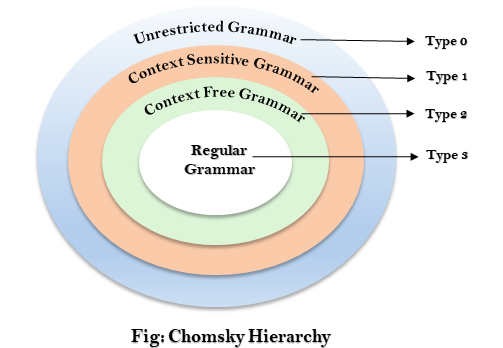 Unrestricted Grammar
Type 0
Context Sensitive Grammar
Type 1
Context Free Grammar
Type 2
Regular
Grammar
Type 3
Fig: Chomsky Hierarchy